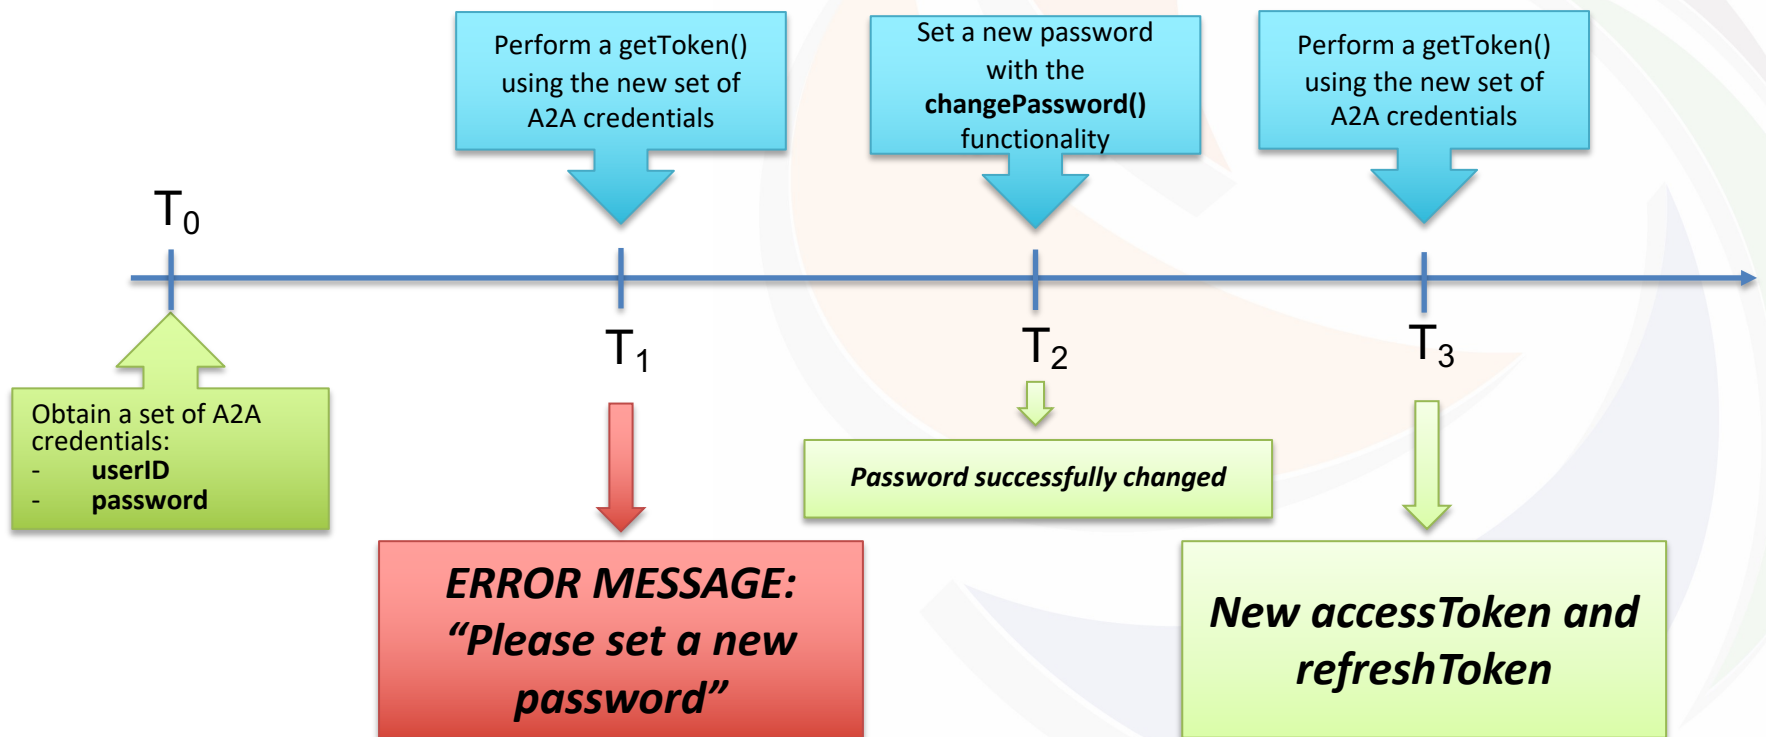 Perform a getToken()
using the new set of
A2A credentials
Set a new password
with the
changePassword()
functionality
Perform a getToken()
using the new set of
A2A credentials
T0
T1
T2
T3
Obtain a set of A2A
credentials:
- userID
- password
Password successfully changed
ERROR MESSAGE:
“Please set a new
password”
New accessToken and
refreshToken